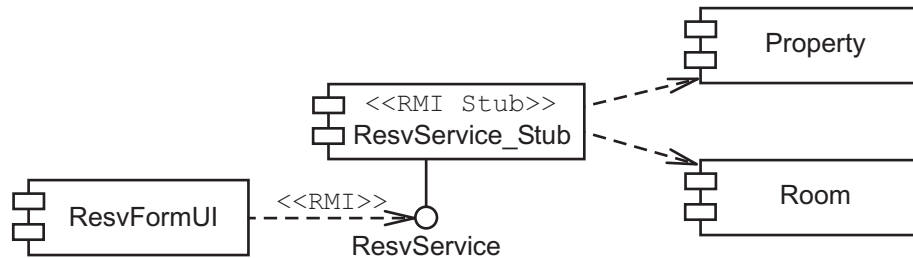 Property
<<RMI Stub>>
ResvService_Stub
ResvFormUI
<<RMI>>
ResvService
Room